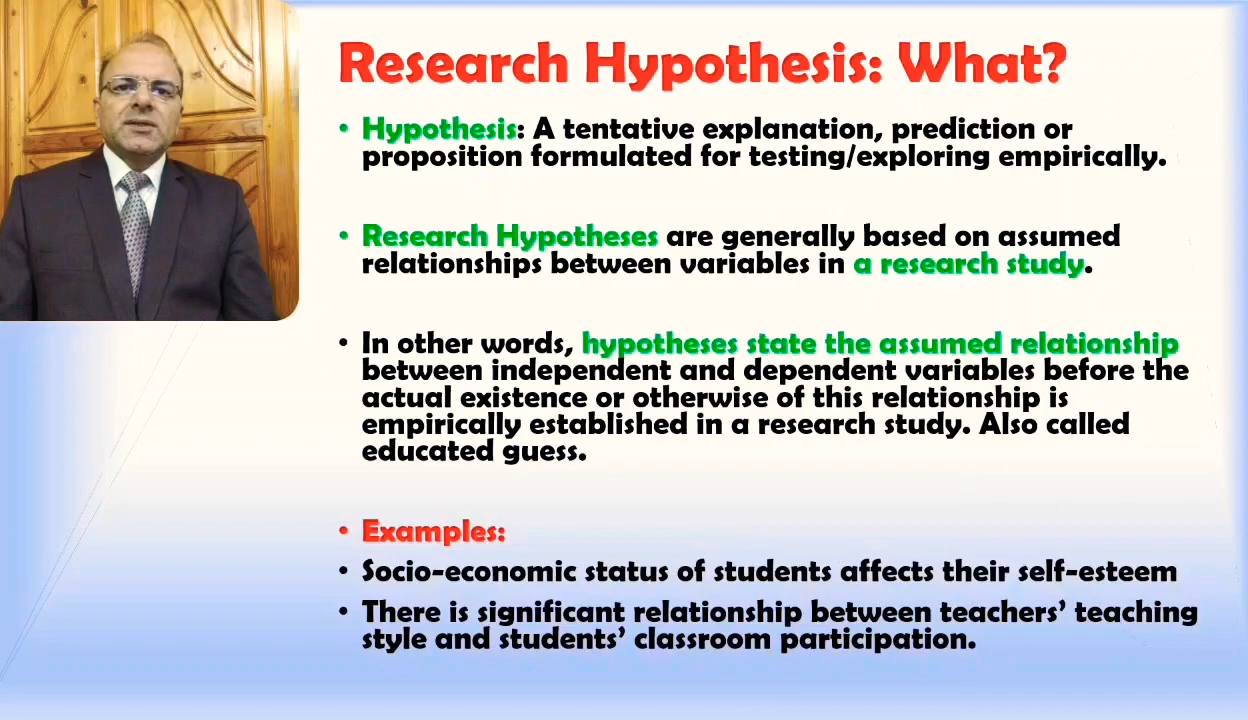 Research Hypothesis: What?
• Hypothesis: A tentative explanation, prediction or
proposition formulated for testing/exploring empirically.
• Research Hypotheses are generally based on assumed
relationships between variables in a research study.
• In other words, hypotheses state the assumed relationship
between independent and dependent variables before the
actual existence or otherwise of this relationship is
empirically established in a research study. Also called
educated guess.
• Examples:
• Socio-economic status of students affects their self-esteem
• There is significant relationship between teachers’ teaching
style and students’ classroom participation.